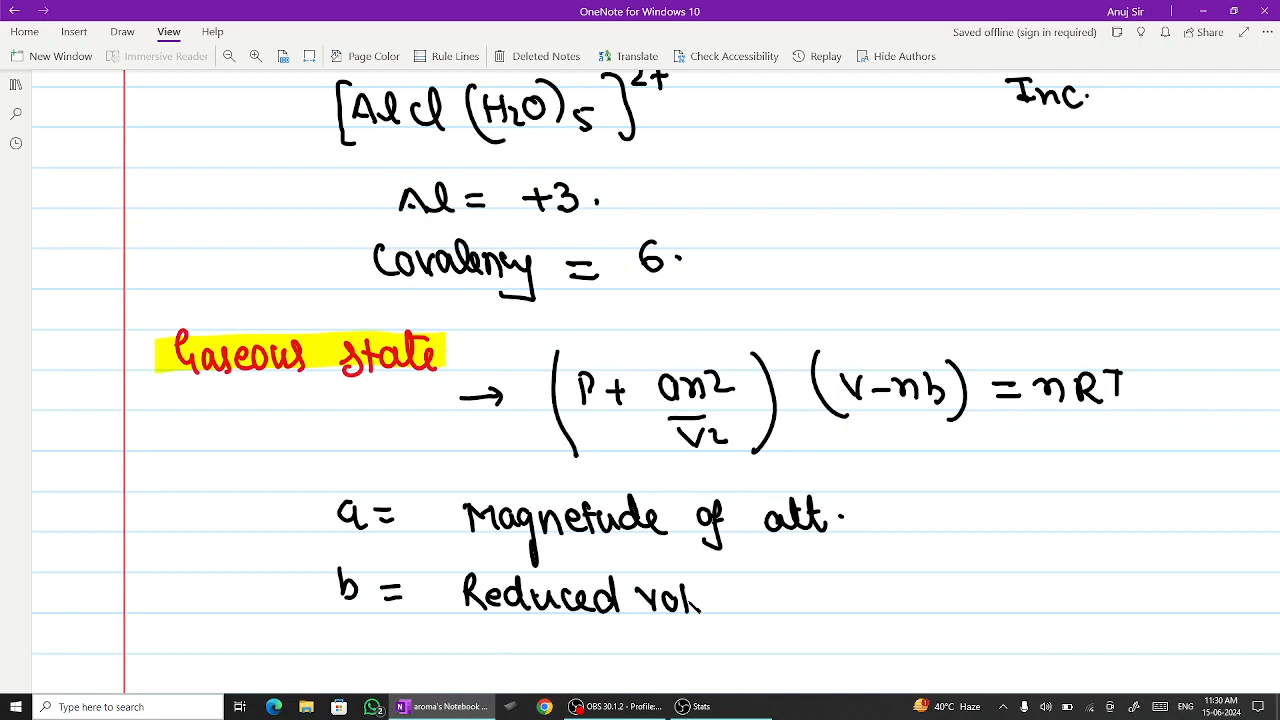 OneNote for Windows 10
Anuj Sir
Home Insert Draw View Help
Saved offline (sign in required) Share
New Window Immersive Reader Page Color Rule Lines Deleted Notes Translate Check Accessibility Replay Hide Authors
[AlCl(H2O)5]2+
Inc.
Al = +3.
Covalency = 6.
Gaseous state
→ (P + an2/V2) (V-nb) = nRT
a = Magnetude of att.
b = Reduced vol
Type here to search
aroma's Notebook ...
OBS 30.1.2 - Profile:...
Stats
40°C Haze
11:30 AM
15-06-2024